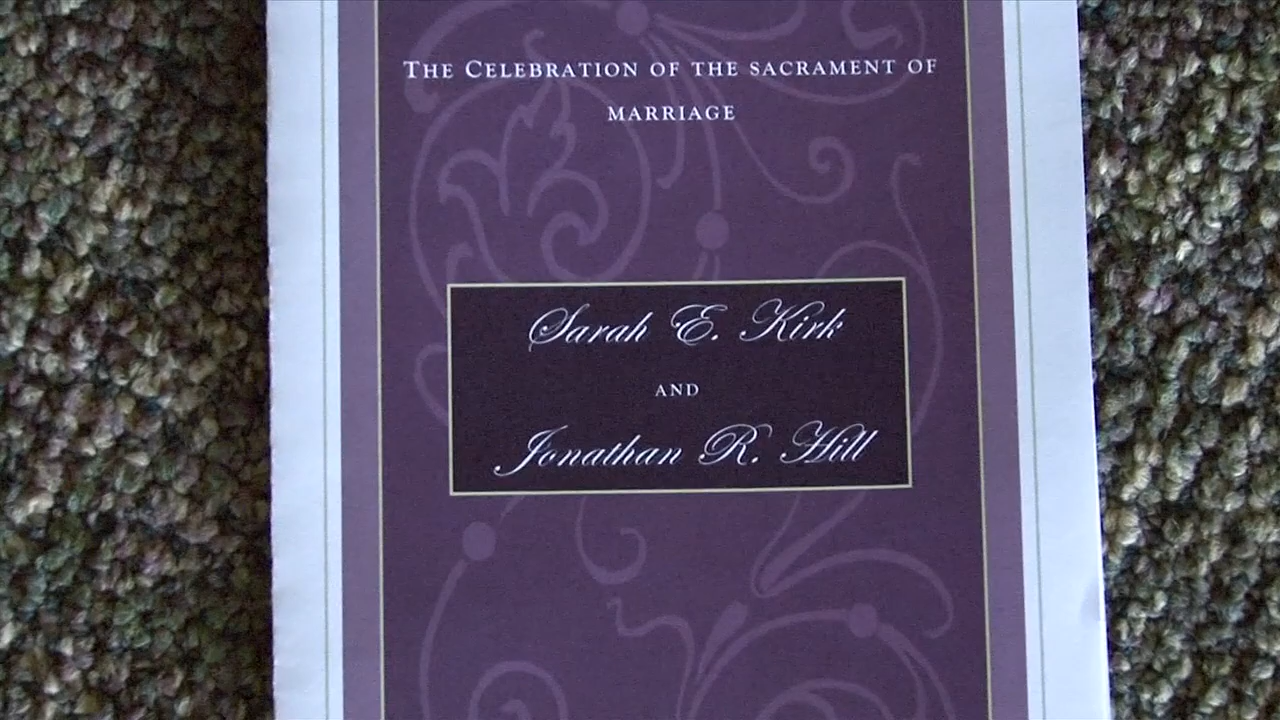 The Celebration of the sacrament of
marriage
Sarah E. Kirk
and
Jonathan R. Hill